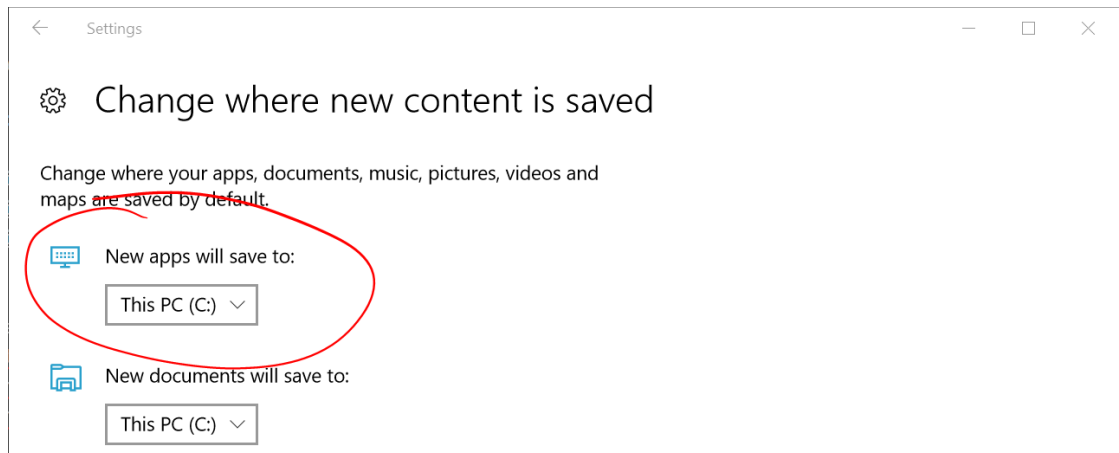 Settings
Change where new content is saved
Change where your apps, documents, music, pictures, videos and
maps are saved by default.
New apps will save to:
This PC (C:)
New documents will save to:
This PC (C:)